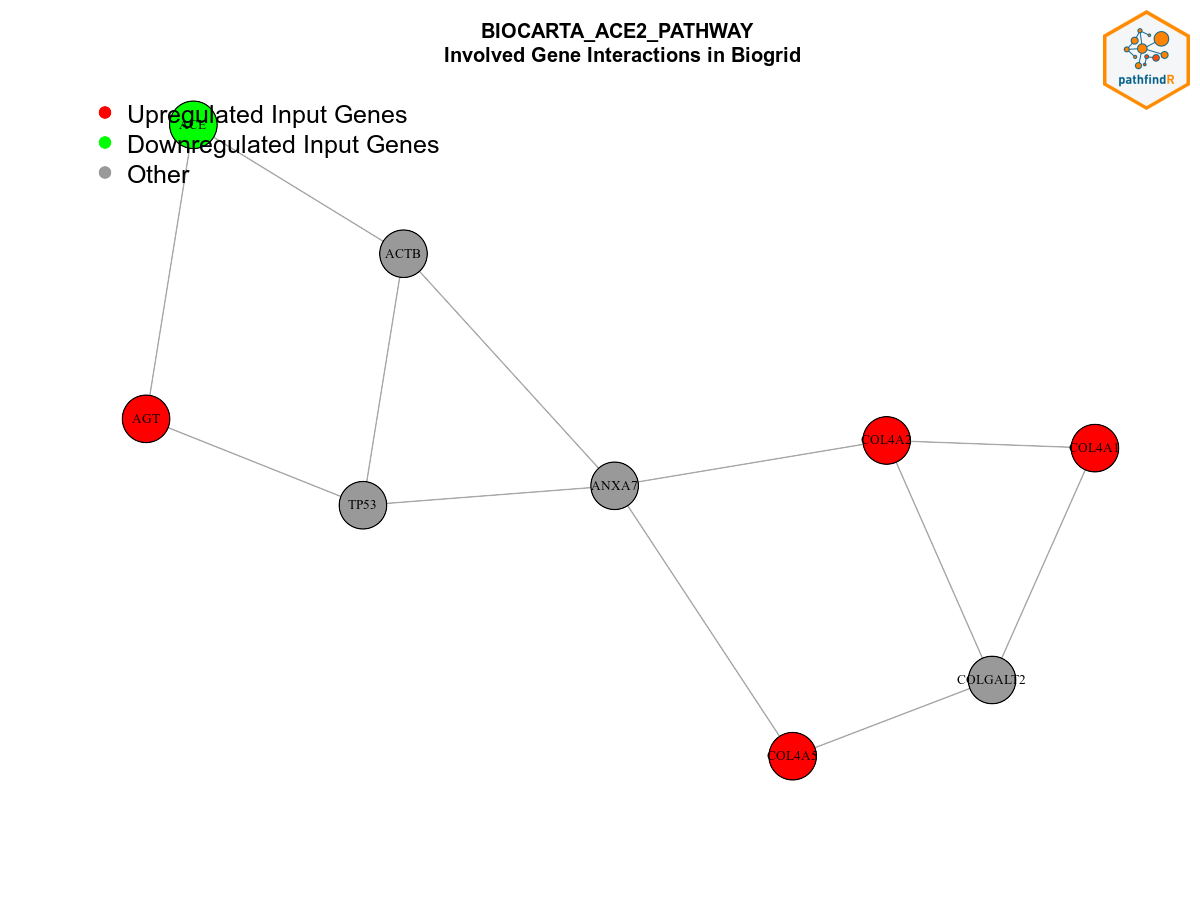 BIOCARTA_ACE2_PATHWAY
Involved Gene Interactions in Biogrid
pathfindR
Upregulated Input Genes
ACE
Downregulated Input Genes
Other
ACTB
AGT
COL4A2
COL4A1
ANXA7
TP53
COLGALT2
COL4A5